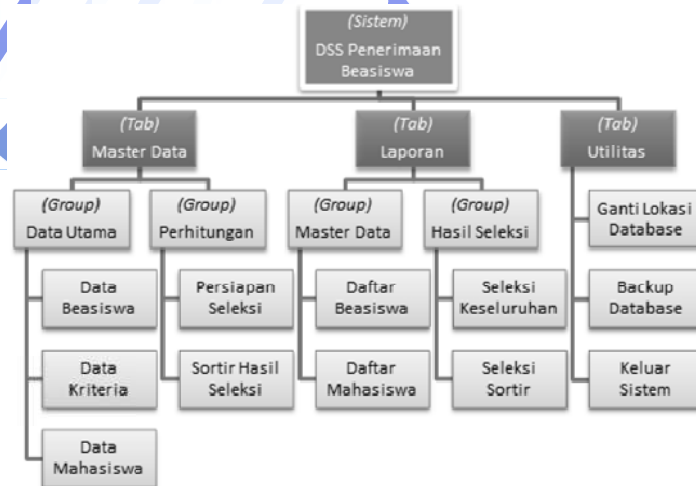 (Sistem)
DSS Penerimaan
Beasiswa
(Tab)
Master Data
(Tab)
Laporan
(Tab)
Utilitas
(Group)
Data Utama
(Group)
Perhitungan
(Group)
Master Data
(Group)
Hasil Seleksi
Ganti Lokasi
Database
Data
Beasiswa
Persiapan
Seleksi
Daftar
Beasiswa
Seleksi
Keseluruhan
Backup
Database
Data
Kriteria
Sortir Hasil
Seleksi
Daftar
Mahasiswa
Seleksi
Sortir
Keluar
Sistem
Data
Mahasiswa